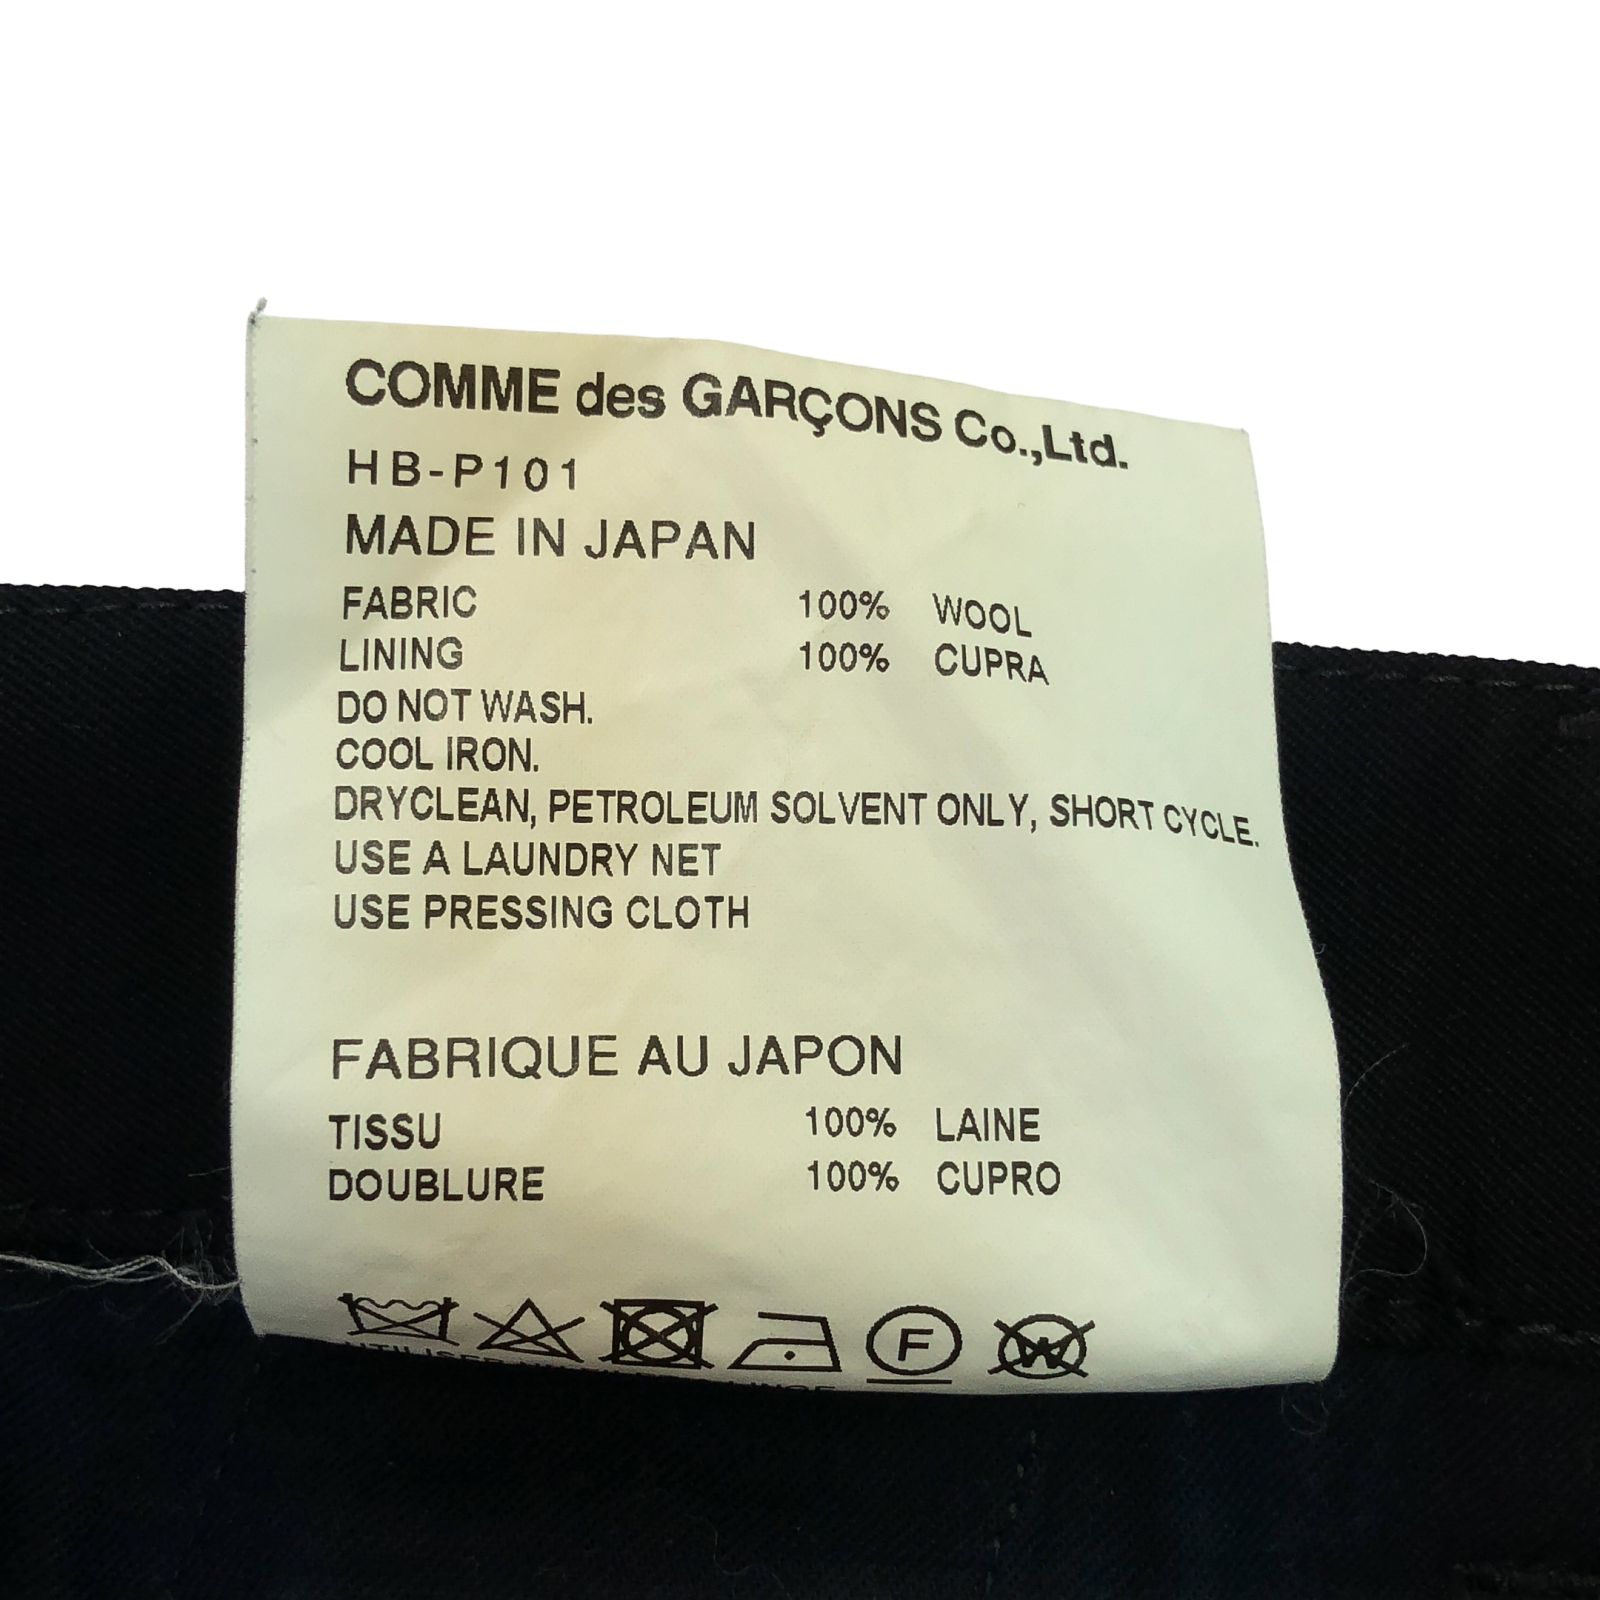 COMME des GARÇONS Co.,Ltd.
HB-P101
MADE IN JAPAN
FABRIC 100% WOOL
LINING 100% CUPRA
DO NOT WASH.
COOL IRON.
DRYCLEAN, PETROLEUM SOLVENT ONLY, SHORT CYCLE.
USE A LAUNDRY NET
USE PRESSING CLOTH
FABRIQUE AU JAPON
TISSU 100% LAINE
DOUBLURE 100% CUPRO
F W